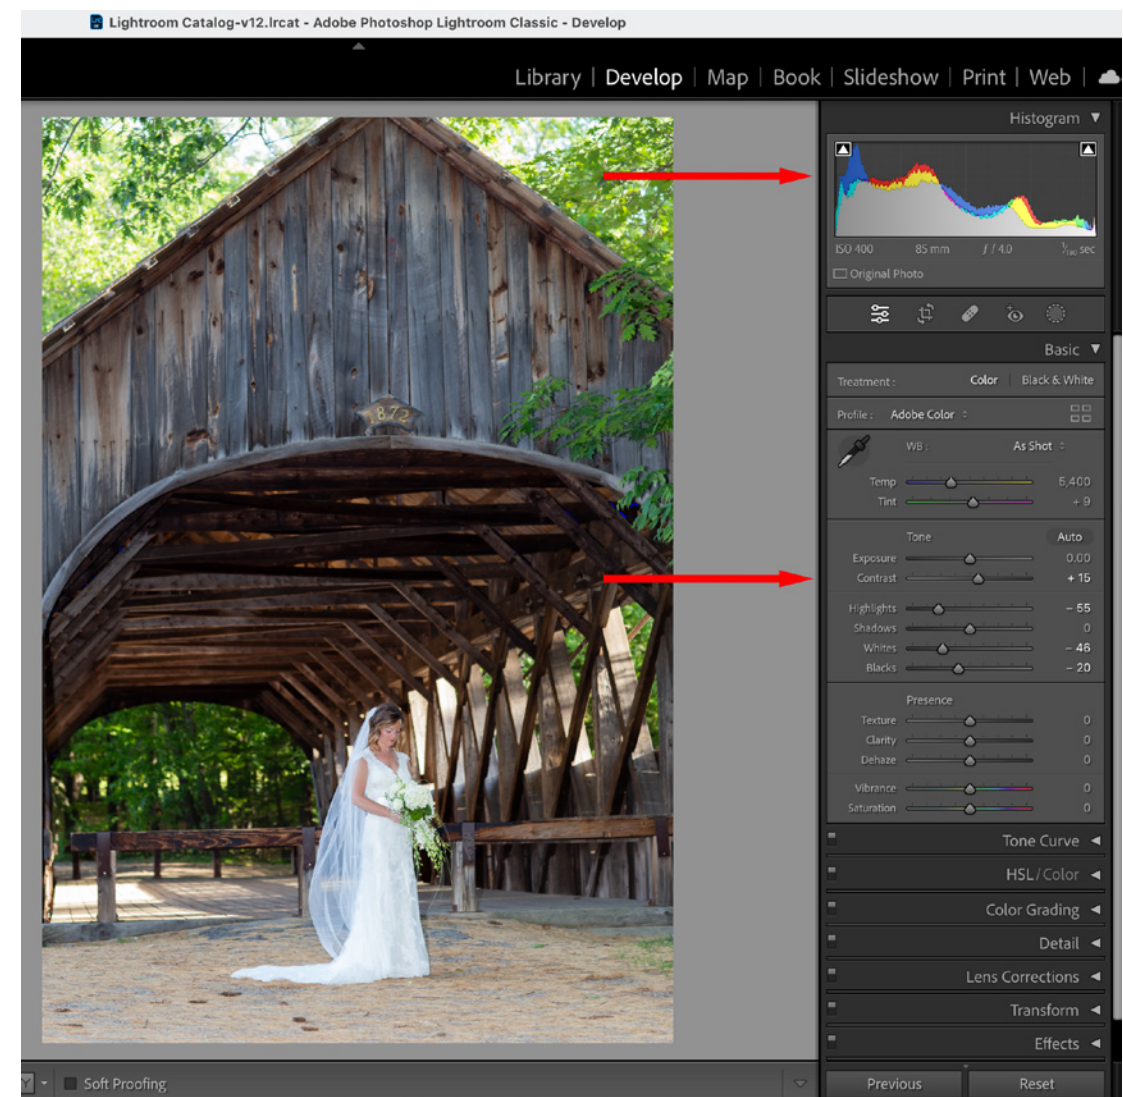 Lightroom Catalog-v12.lrcat - Adobe Photoshop Lightroom Classic - Develop
Library | Develop | Map | Book | Slideshow | Print | Web |
Histogram
ISO 400 85 mm ƒ / 4.0 1/180 sec
Original Photo
Basic
Treatment : Color | Black & White
Profile : Adobe Color
WB : As Shot
Temp 5,400
Tint + 9
Tone Auto
Exposure 0.00
Contrast + 15
Highlights – 55
Shadows 0
Whites – 46
Blacks – 20
Presence
Texture 0
Clarity 0
Dehaze 0
Vibrance 0
Saturation 0
Tone Curve
HSL / Color
Color Grading
Detail
Lens Corrections
Transform
Effects
1872
Y Soft Proofing
Previous Reset